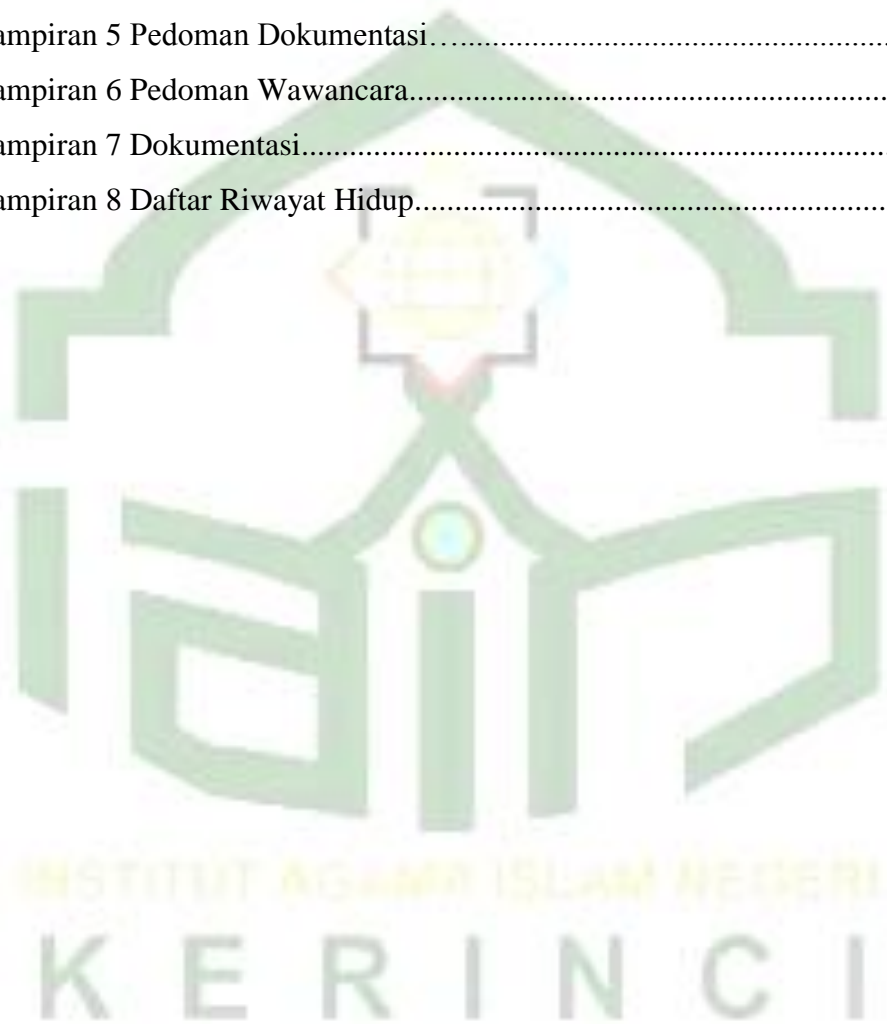 ampiran 5 Pedoman Dokumentasi….....................................................
ampiran 6 Pedoman Wawancara...........................................................
ampiran 7 Dokumentasi.........................................................................
ampiran 8 Daftar Riwayat Hidup...........................................................
iain
INSTITUT AGAMA ISLAM NEGERI
KERINCI